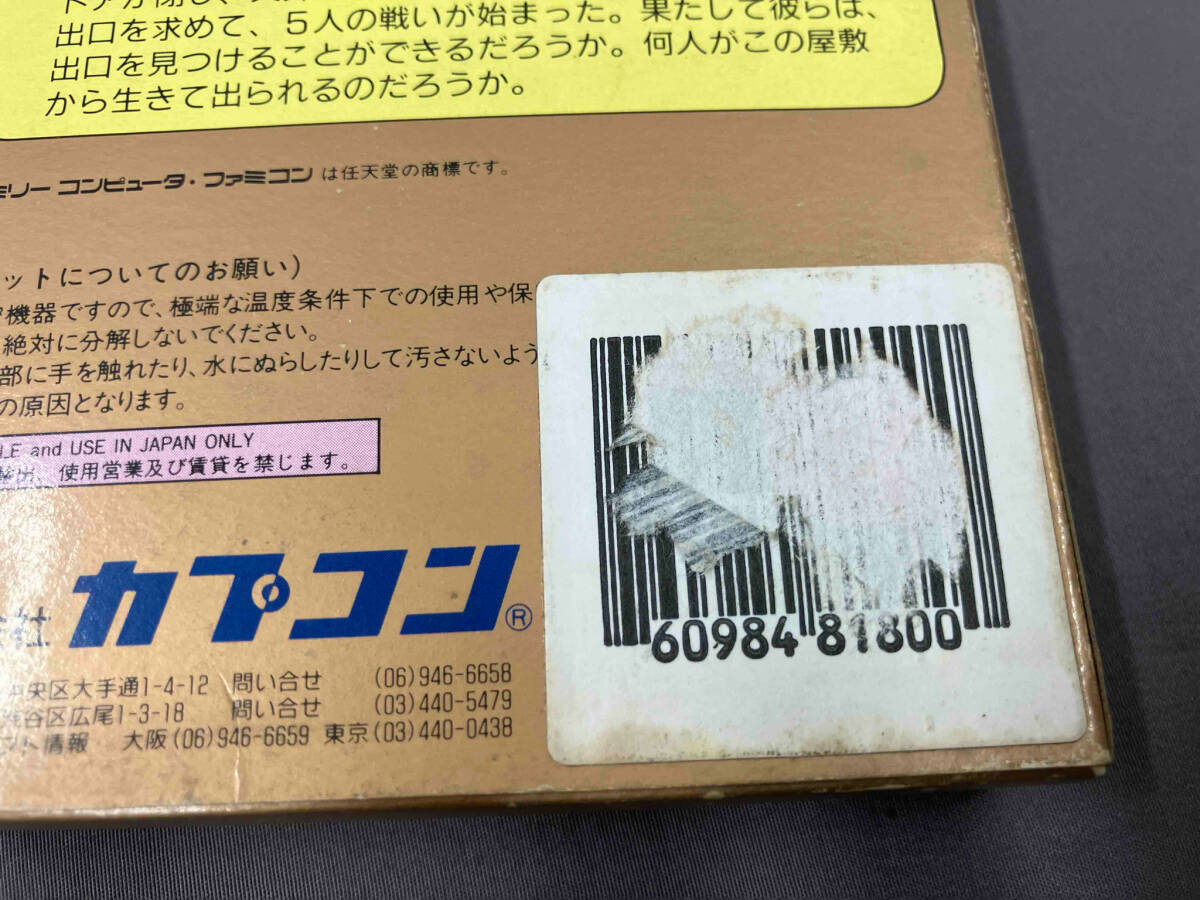 出口を求めて、5人の戦いが始まった。果たして彼らは、
出口を見つけることができるだろうか。何人がこの屋敷
から生きて出られるのだろうか。
ミリー コンピュータ・ファミコン は任天堂の商標です。
ットについてのお願い)
機器ですので、極端な温度条件下での使用や保
絶対に分解しないでください。
部に手を触れたり、水にぬらしたりして汚さないよう
の原因となります。
LE and USE IN JAPAN ONLY
輸出、使用営業及び賃貸を禁じます。
社 カプコン®
中央区大手通1-4-12 問い合せ (06)946-6658
渋谷区広尾1-3-18 問い合せ (03)440-5479
情報 大阪(06)946-6659 東京(03)440-0438
60984 81800